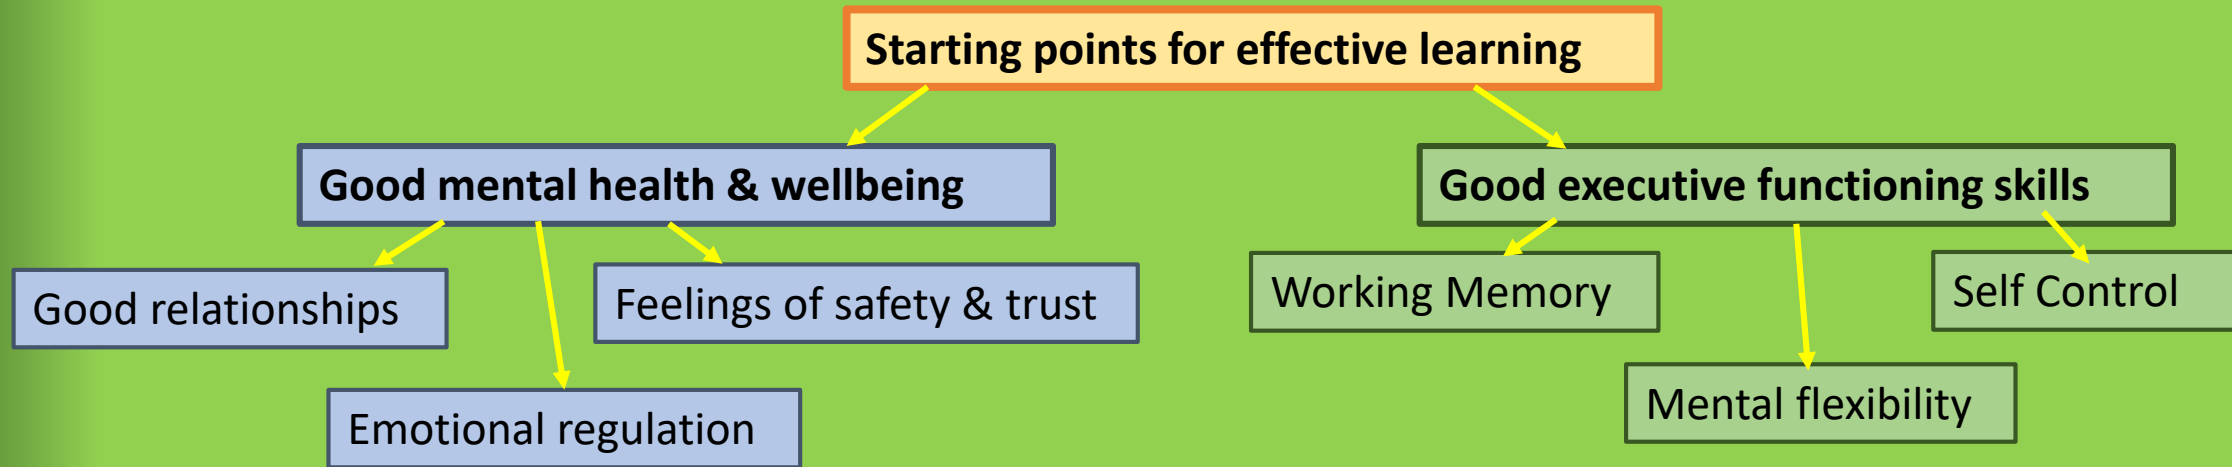 Starting points for effective learning
Good mental health & wellbeing
Good executive functioning skills
Good relationships
Feelings of safety & trust
Working Memory
Self Control
Emotional regulation
Mental flexibility